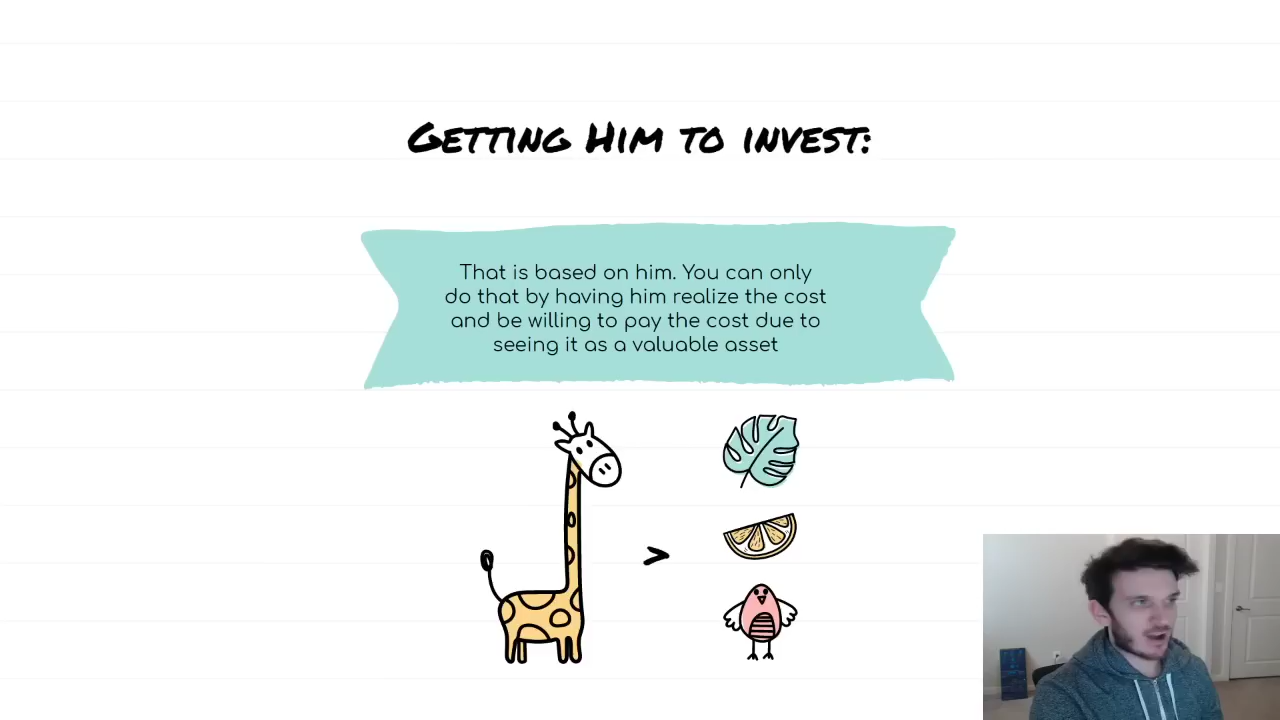 Getting Him to invest:
That is based on him. You can only
do that by having him realize the cost
and be willing to pay the cost due to
seeing it as a valuable asset
>